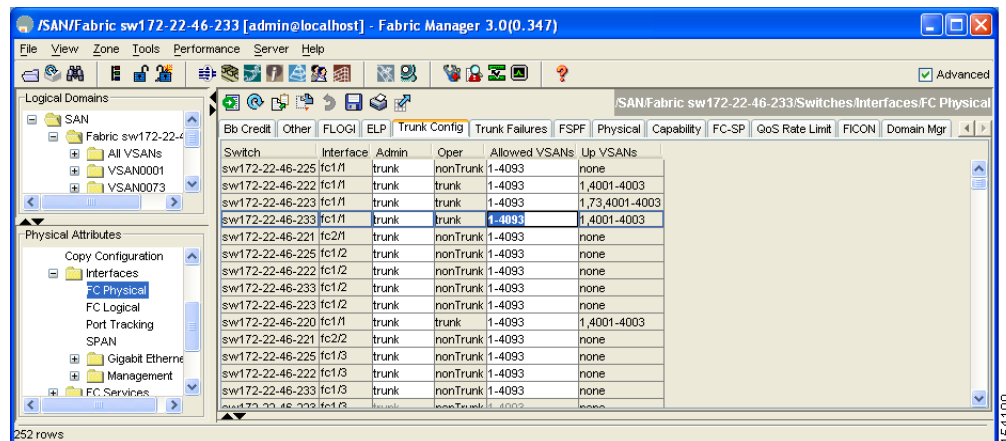 /SAN/Fabric sw172-22-46-233 [admin@localhost] - Fabric Manager 3.0(0.347)
File View Zone Tools Performance Server Help
Advanced
Logical Domains
SAN
Fabric sw172-22-4
All VSANs
VSAN0001
VSAN0073
Physical Attributes
Copy Configuration
Interfaces
FC Physical
FC Logical
Port Tracking
SPAN
Gigabit Etherne
Management
FC Services
/SAN/Fabric sw172-22-46-233/Switches/Interfaces/FC Physical
Bb Credit Other FLOGI ELP Trunk Config Trunk Failures FSPF Physical Capability FC-SP QoS Rate Limit FICON Domain Mgr
Switch Interface Admin Oper Allowed VSANs Up VSANs
sw172-22-46-225 fc1/1 trunk nonTrunk 1-4093 none
sw172-22-46-222 fc1/1 trunk trunk 1-4093 1,4001-4003
sw172-22-46-223 fc1/1 trunk trunk 1-4093 1,73,4001-4003
sw172-22-46-233 fc1/1 trunk trunk 1-4093 1,4001-4003
sw172-22-46-221 fc2/1 trunk nonTrunk 1-4093 none
sw172-22-46-225 fc1/2 trunk nonTrunk 1-4093 none
sw172-22-46-222 fc1/2 trunk nonTrunk 1-4093 none
sw172-22-46-233 fc1/2 trunk nonTrunk 1-4093 none
sw172-22-46-223 fc1/2 trunk nonTrunk 1-4093 none
sw172-22-46-220 fc1/1 trunk trunk 1-4093 1,4001-4003
sw172-22-46-221 fc2/2 trunk nonTrunk 1-4093 none
sw172-22-46-225 fc1/3 trunk nonTrunk 1-4093 none
sw172-22-46-222 fc1/3 trunk nonTrunk 1-4093 none
sw172-22-46-233 fc1/3 trunk nonTrunk 1-4093 none
sw172-22-46-223 fc1/3 trunk nonTrunk 1-4093 none
252 rows